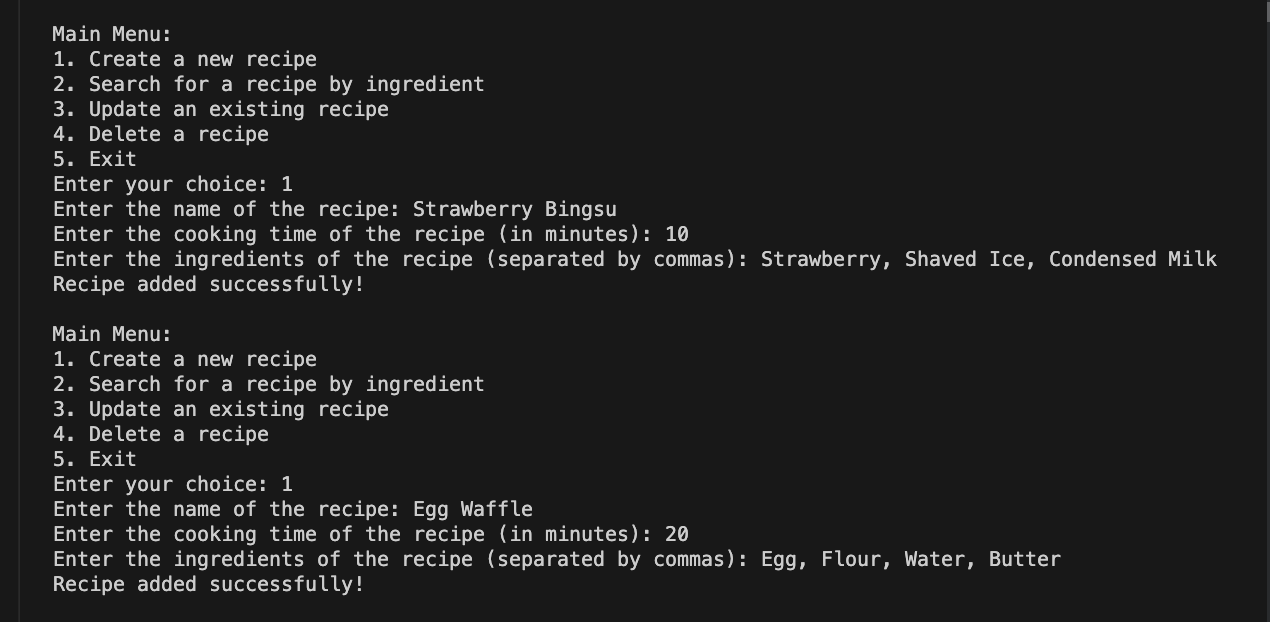 Main Menu:
1. Create a new recipe
2. Search for a recipe by ingredient
3. Update an existing recipe
4. Delete a recipe
5. Exit
Enter your choice: 1
Enter the name of the recipe: Strawberry Bingsu
Enter the cooking time of the recipe (in minutes): 10
Enter the ingredients of the recipe (separated by commas): Strawberry, Shaved Ice, Condensed Milk
Recipe added successfully!
Main Menu:
1. Create a new recipe
2. Search for a recipe by ingredient
3. Update an existing recipe
4. Delete a recipe
5. Exit
Enter your choice: 1
Enter the name of the recipe: Egg Waffle
Enter the cooking time of the recipe (in minutes): 20
Enter the ingredients of the recipe (separated by commas): Egg, Flour, Water, Butter
Recipe added successfully!